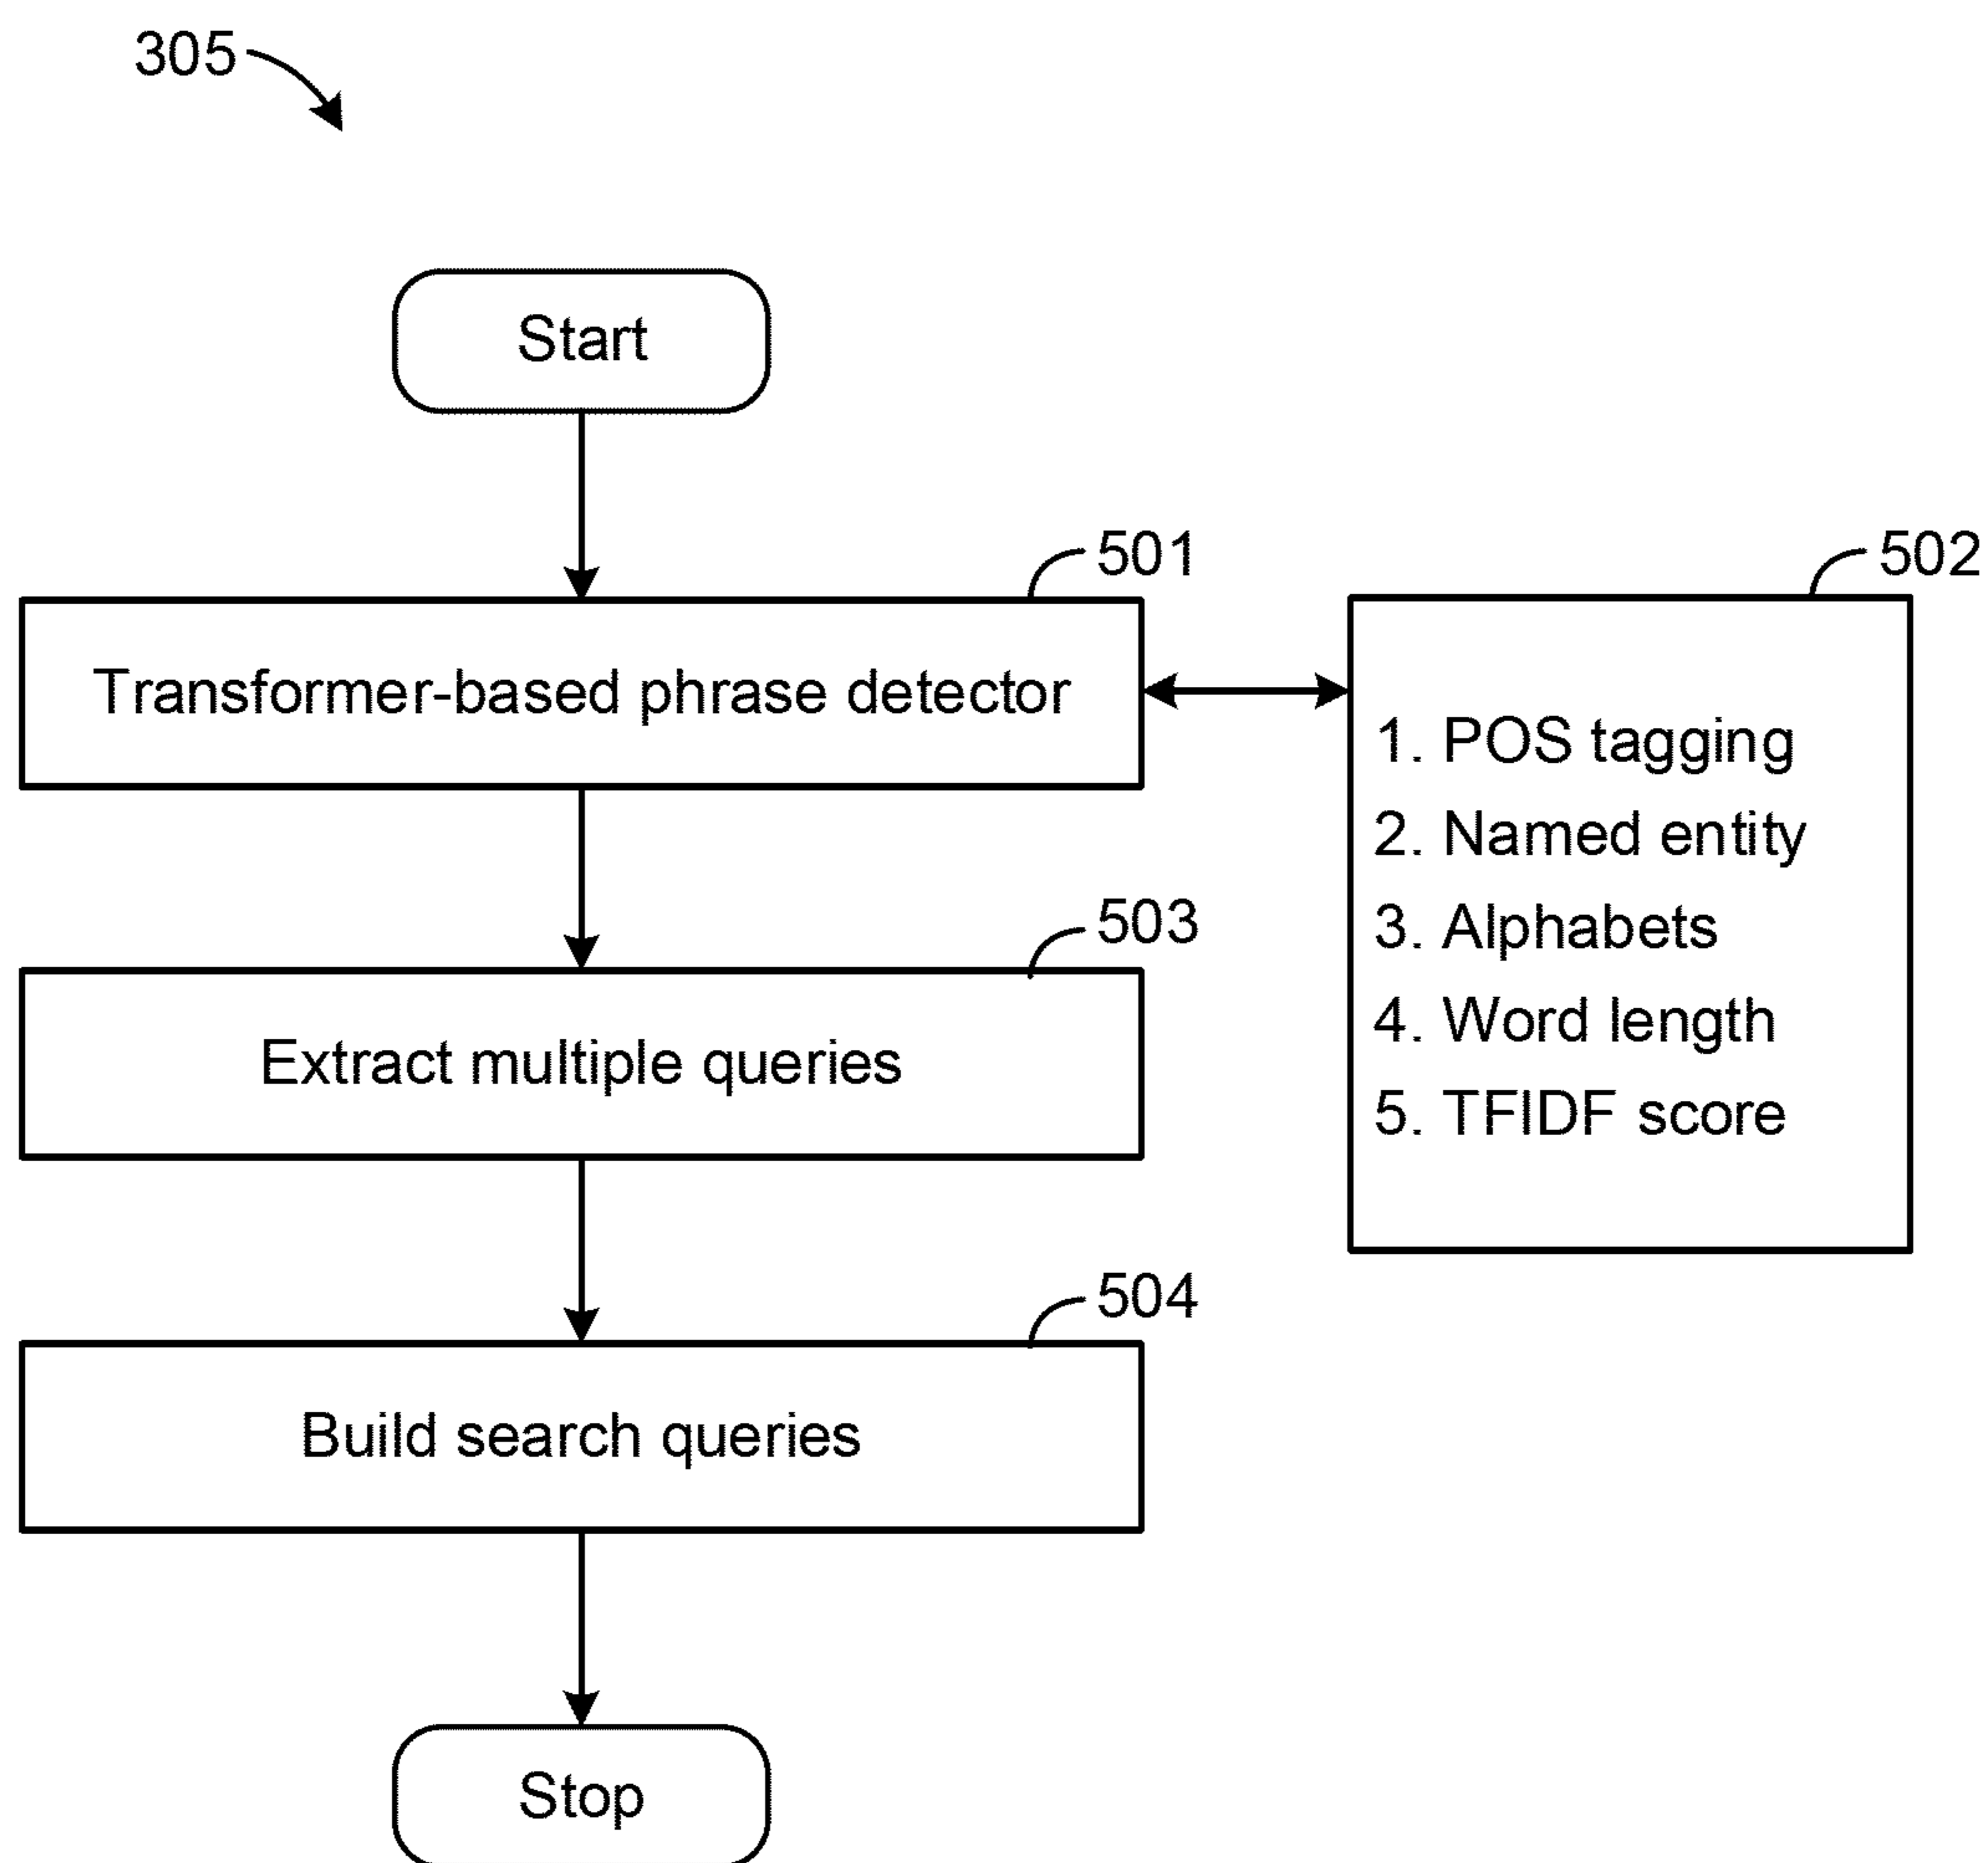 305
Start
501
502
Transformer-based phrase detector
1. POS tagging
2. Named entity
3. Alphabets
4. Word length
5. TFIDF score
503
Extract multiple queries
504
Build search queries
Stop